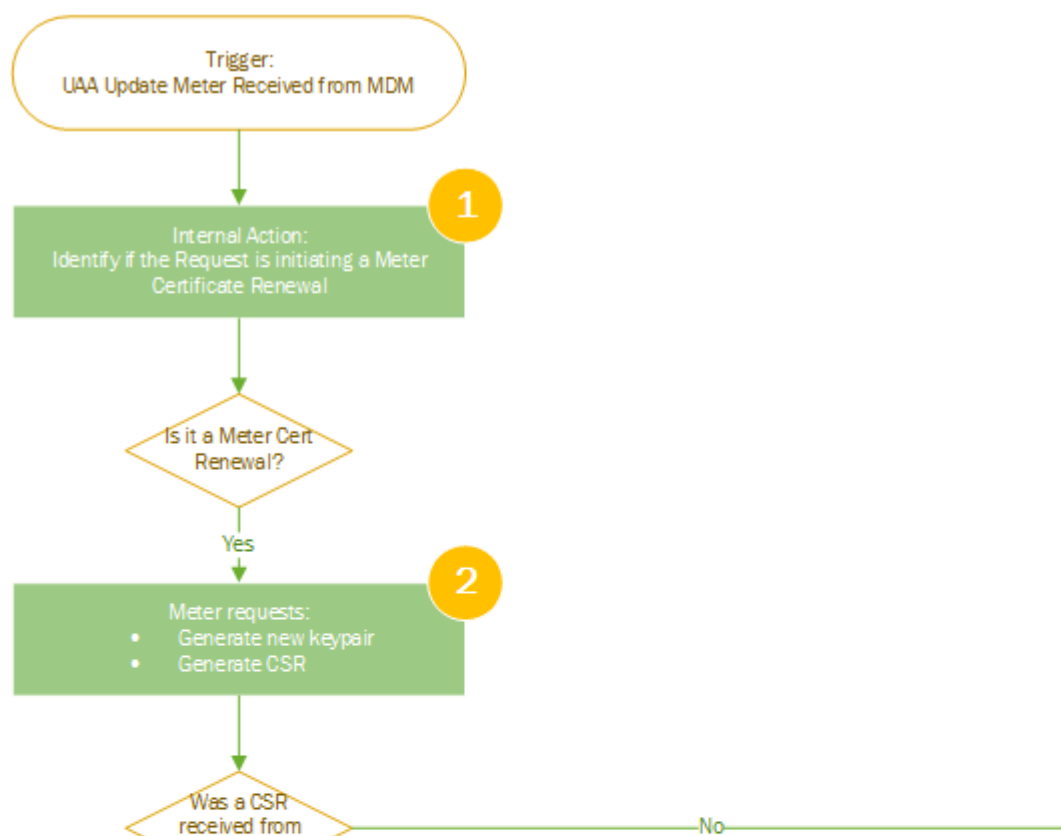 Trigger:
UAA Update Meter Received from MDM
1
Internal Action:
Identify if the Request is initiating a Meter
Certificate Renewal
Is it a Meter Cert
Renewal?
Yes
2
Meter requests:
• Generate new keypair
• Generate CSR
Was a CSR
received from
No